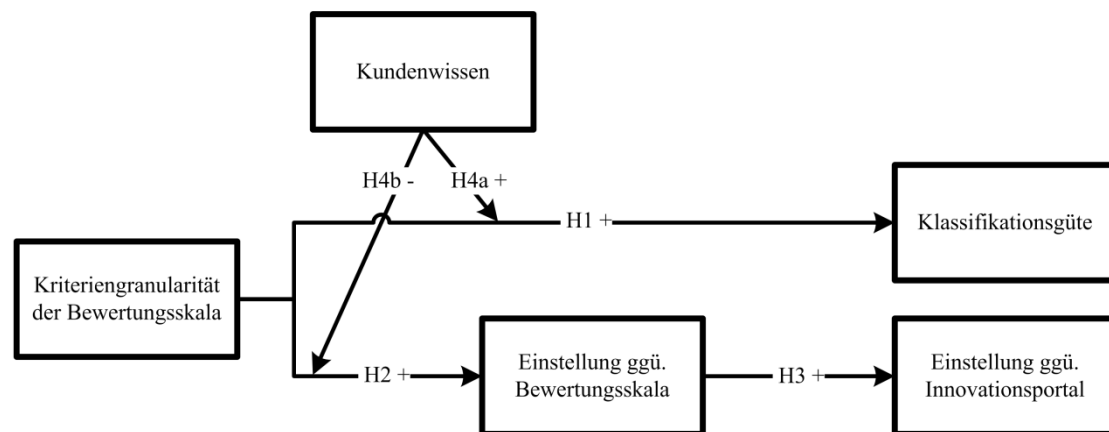 Kundenwissen
H4b -
H4a +
H1 +
Klassifikationsgüte
Kriteriengranularität
der Bewertungsskala
H2 +
Einstellung ggü.
Bewertungsskala
H3 +
Einstellung ggü.
Innovationsportal